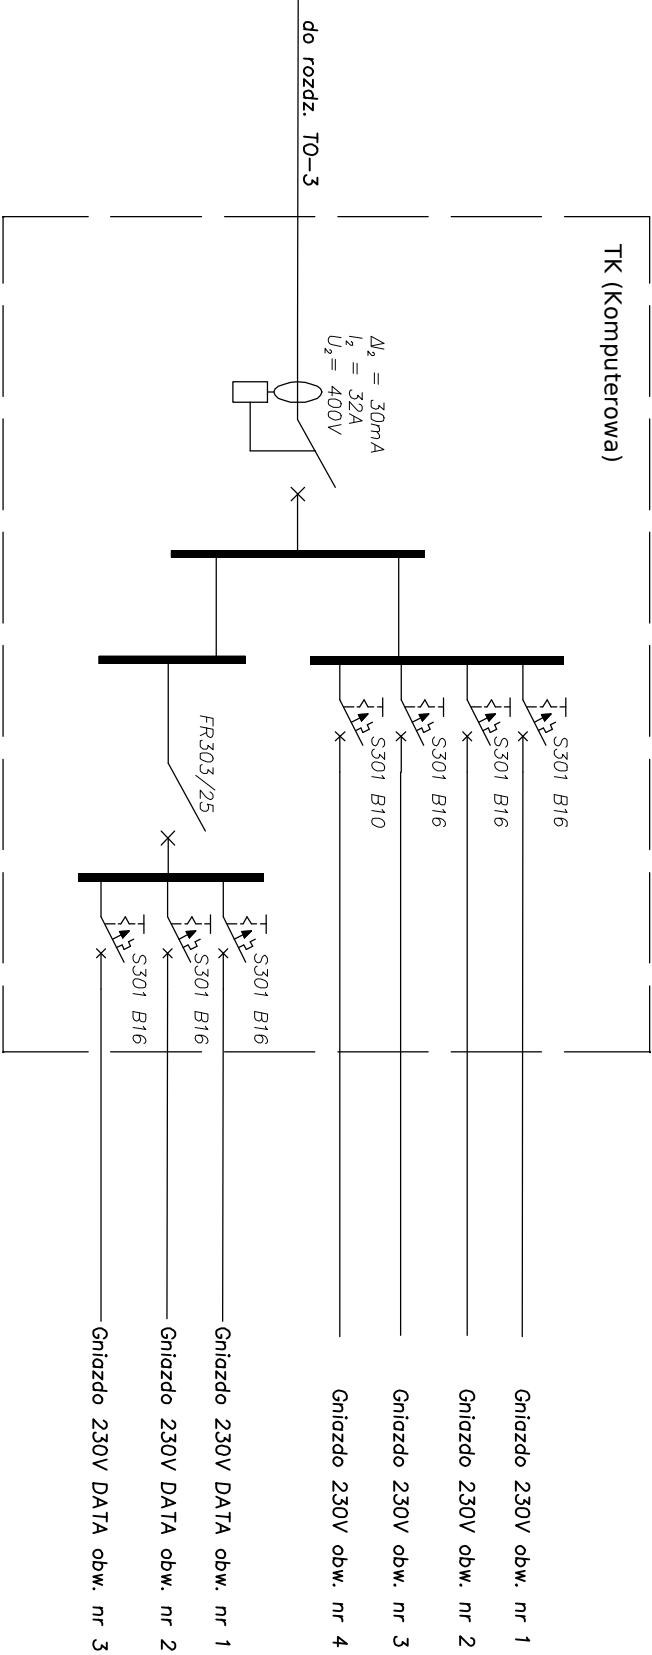 TK (Komputerowa)
do rozdz. TO-3
ΔI₂ = 30mA
I₂ = 32A
U₂= 400V
S301 B16
S301 B16
S301 B16
S301 B10
FR303/25
S301 B16
S301 B16
S301 B16
Gniazdo 230V obw. nr 1
Gniazdo 230V obw. nr 2
Gniazdo 230V obw. nr 3
Gniazdo 230V obw. nr 4
Gniazdo 230V DATA obw. nr 1
Gniazdo 230V DATA obw. nr 2
Gniazdo 230V DATA obw. nr 3